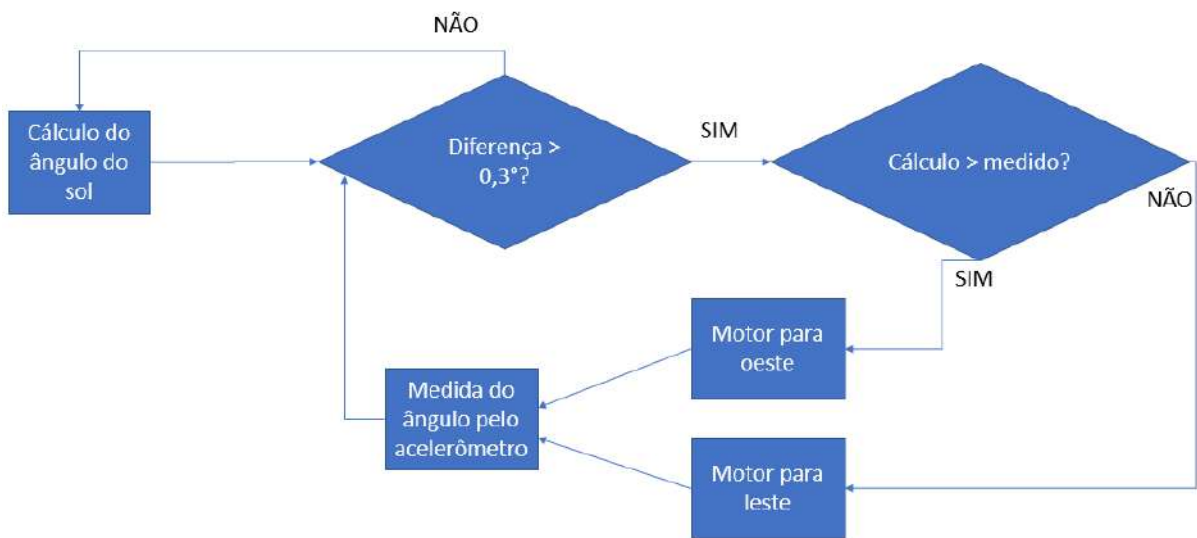 NÃO
Cálculo do
ângulo do
sol
Diferença >
0,3°?
SIM
Cálculo > medido?
NÃO
SIM
Motor para
oeste
Medida do
ângulo pelo
acelerômetro
Motor para
leste